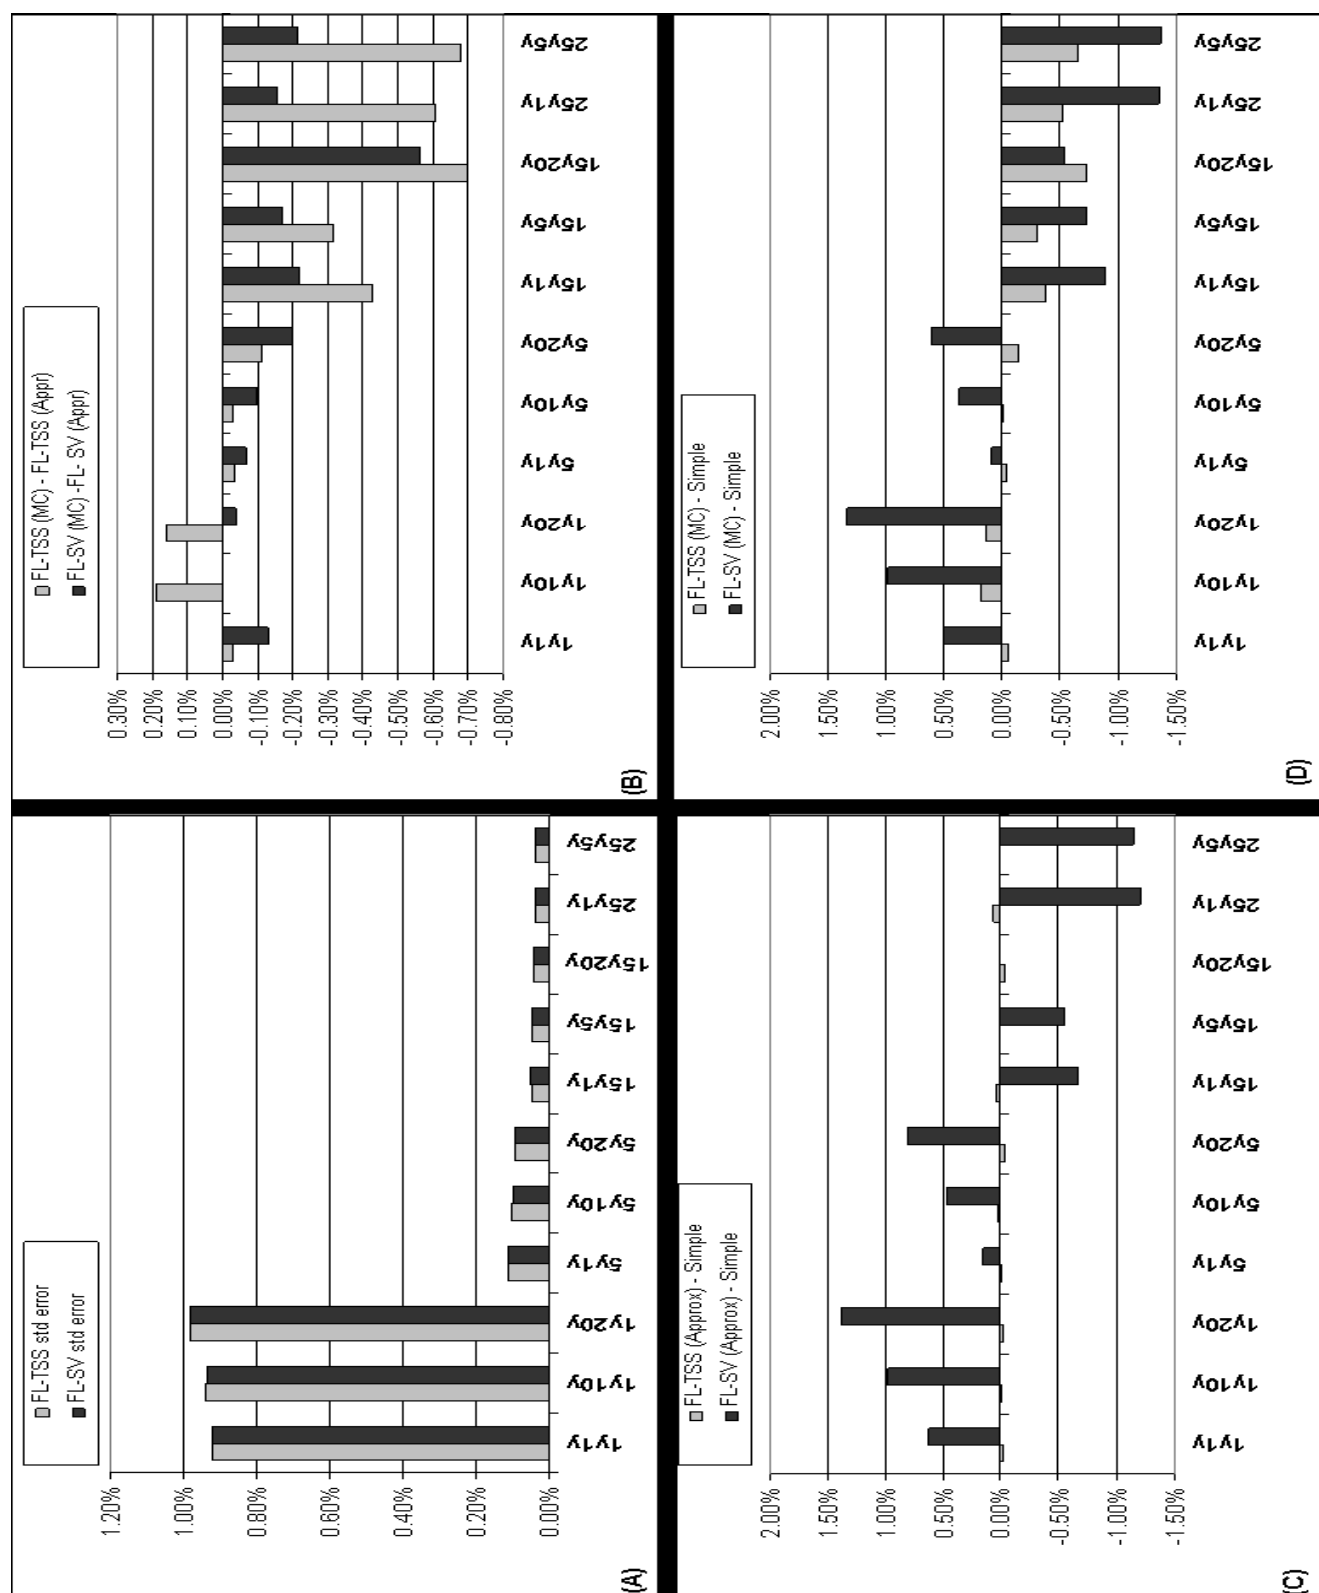 FL-TSS std error
FL-SV std error
1.20%
1.00%
0.80%
0.60%
0.40%
0.20%
0.00%
1y1y
1y10y
1y20y
5y1y
5y10y
5y20y
15y1y
15y5y
15y20y
25y1y
25y5y
(A)
FL-TSS (MC) - FL-TSS (Appr)
FL-SV (MC) -FL- SV (Appr)
0.30%
0.20%
0.10%
0.00%
-0.10%
-0.20%
-0.30%
-0.40%
-0.50%
-0.60%
-0.70%
-0.80%
1y1y
1y10y
1y20y
5y1y
5y10y
5y20y
15y1y
15y5y
15y20y
25y1y
25y5y
(B)
FL-TSS (Approx) - Simple
FL-SV (Approx) - Simple
2.00%
1.50%
1.00%
0.50%
0.00%
-0.50%
-1.00%
-1.50%
1y1y
1y10y
1y20y
5y1y
5y10y
5y20y
15y1y
15y5y
15y20y
25y1y
25y5y
(C)
FL-TSS (MC) - Simple
FL-SV (MC) - Simple
2.00%
1.50%
1.00%
0.50%
0.00%
-0.50%
-1.00%
-1.50%
1y1y
1y10y
1y20y
5y1y
5y10y
5y20y
15y1y
15y5y
15y20y
25y1y
25y5y
(D)